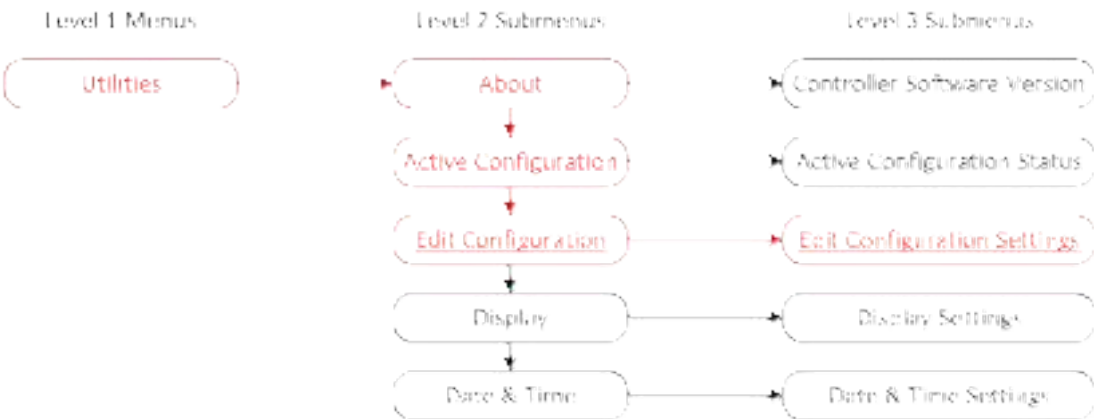 Level 1 Menus
Level 2 Submenus
Level 3 Submenus
Utilities
About
Controller Software Version
Active Configuration
Active Configuration Status
Edit Configuration
Edit Configuration Settings
Display
Display Settings
Date & Time
Date & Time Settings